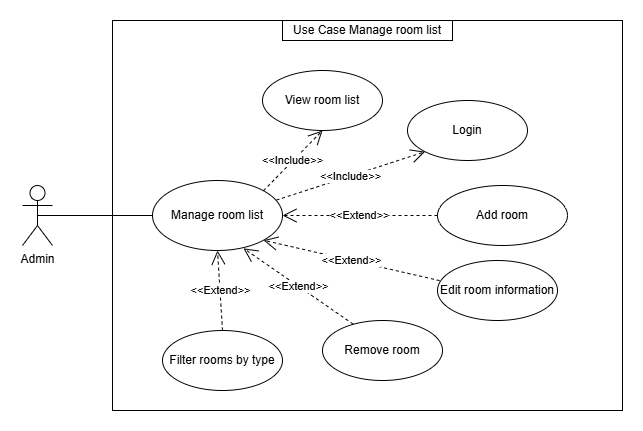 Use Case Manage room list
View room list
Login
<<Include>>
<<Include>>
Manage room list
<<Extend>>
Add room
Admin
<<Extend>>
<<Extend>>
<<Extend>>
Edit room information
Filter rooms by type
Remove room